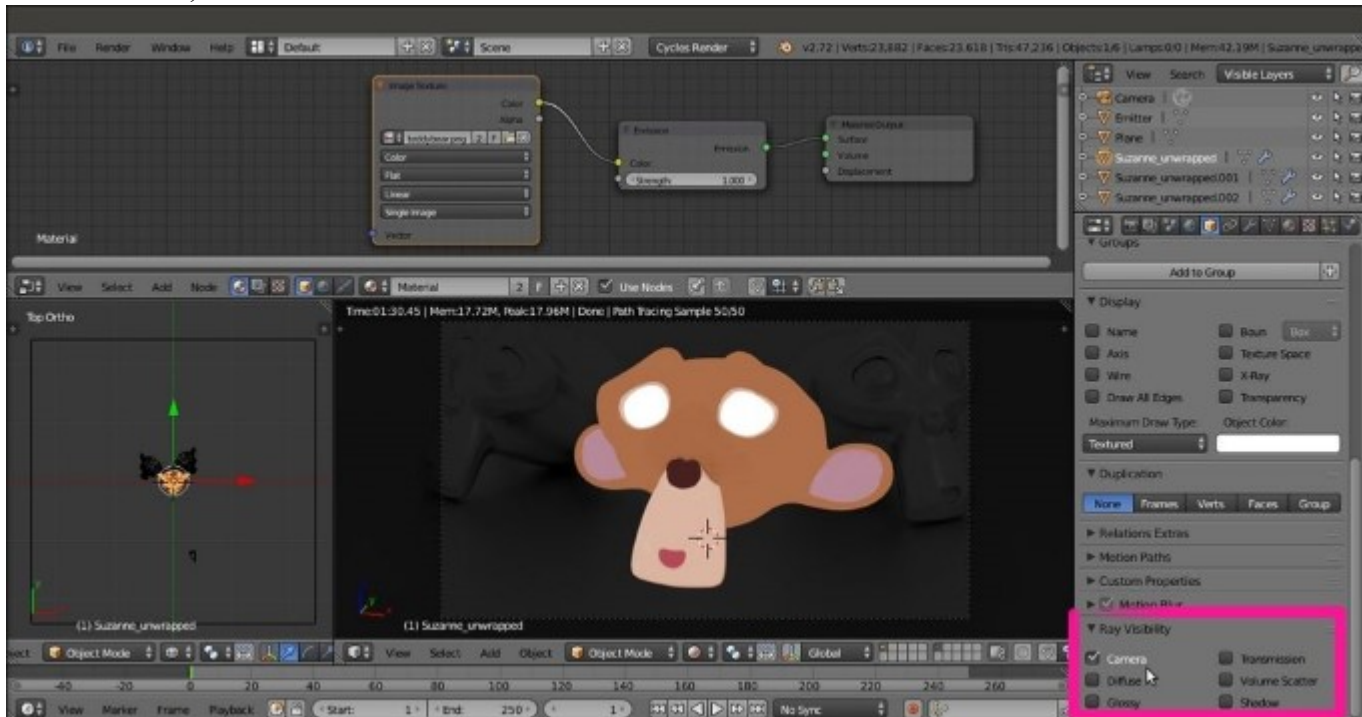 File Render Window Help Default Scene Cycles Render v2.72 | Verts:23,882 | Faces:23,618 | Tris:47,236 | Objects:1/6 | Lamps:0/0 | Mem:42.19M | Suzanne_unwrappe
View Search Visible Layers
Camera
Emitter
Plane
Suzanne_unwrapped
Suzanne_unwrapped.001
Suzanne_unwrapped.002
Image Texture
Color
Alpha
teddybear.png 2 F
Color
Flat
Linear
Single Image
Vector
Emission
Emission
Color
Strength: 1.000
Material Output
Surface
Volume
Displacement
Material
View Select Add Node Material 2 F Use Nodes
Top Ortho
(1) Suzanne_unwrapped
Time:01:30.45 | Mem:17.72M, Peak:17.96M | Done | Path Tracing Sample 50/50
(1) Suzanne_unwrapped
Groups
Add to Group
Display
Name Boun Box
Axis Texture Space
Wire X-Ray
Draw All Edges Transparency
Maximum Draw Type: Object Color:
Textured
Duplication
None Frames Verts Faces Group
Relations Extras
Motion Paths
Custom Properties
Motion Blur
Ray Visibility
Camera Transmission
Diffuse Volume Scatter
Glossy Shadow
ject Object Mode View Select Add Object Object Mode Global
-40 -20 0 20 40 60 80 100 120 140 160 180 200 220 240 260
View Marker Frame Playback Start: 1 End: 250 1 No Sync